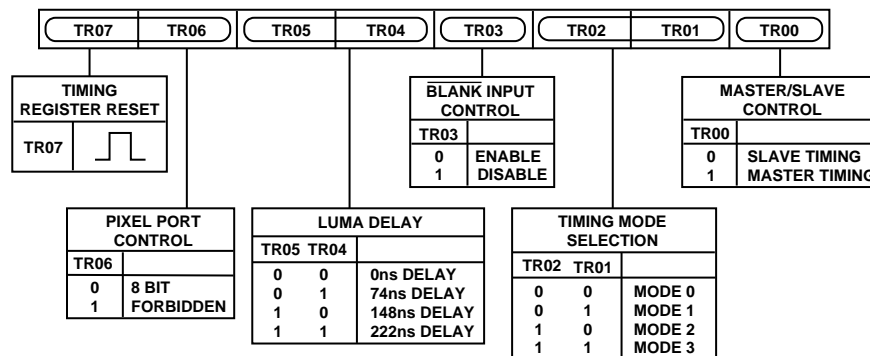 TR07 TR06 TR05 TR04 TR03 TR02 TR01 TR00
TIMING
REGISTER RESET
TR07
BLANK INPUT
CONTROL
TR03
0 ENABLE
1 DISABLE
MASTER/SLAVE
CONTROL
TR00
0 SLAVE TIMING
1 MASTER TIMING
PIXEL PORT
CONTROL
TR06
0 8 BIT
1 FORBIDDEN
LUMA DELAY
TR05 TR04
0 0 0ns DELAY
0 1 74ns DELAY
1 0 148ns DELAY
1 1 222ns DELAY
TIMING MODE
SELECTION
TR02 TR01
0 0 MODE 0
0 1 MODE 1
1 0 MODE 2
1 1 MODE 3